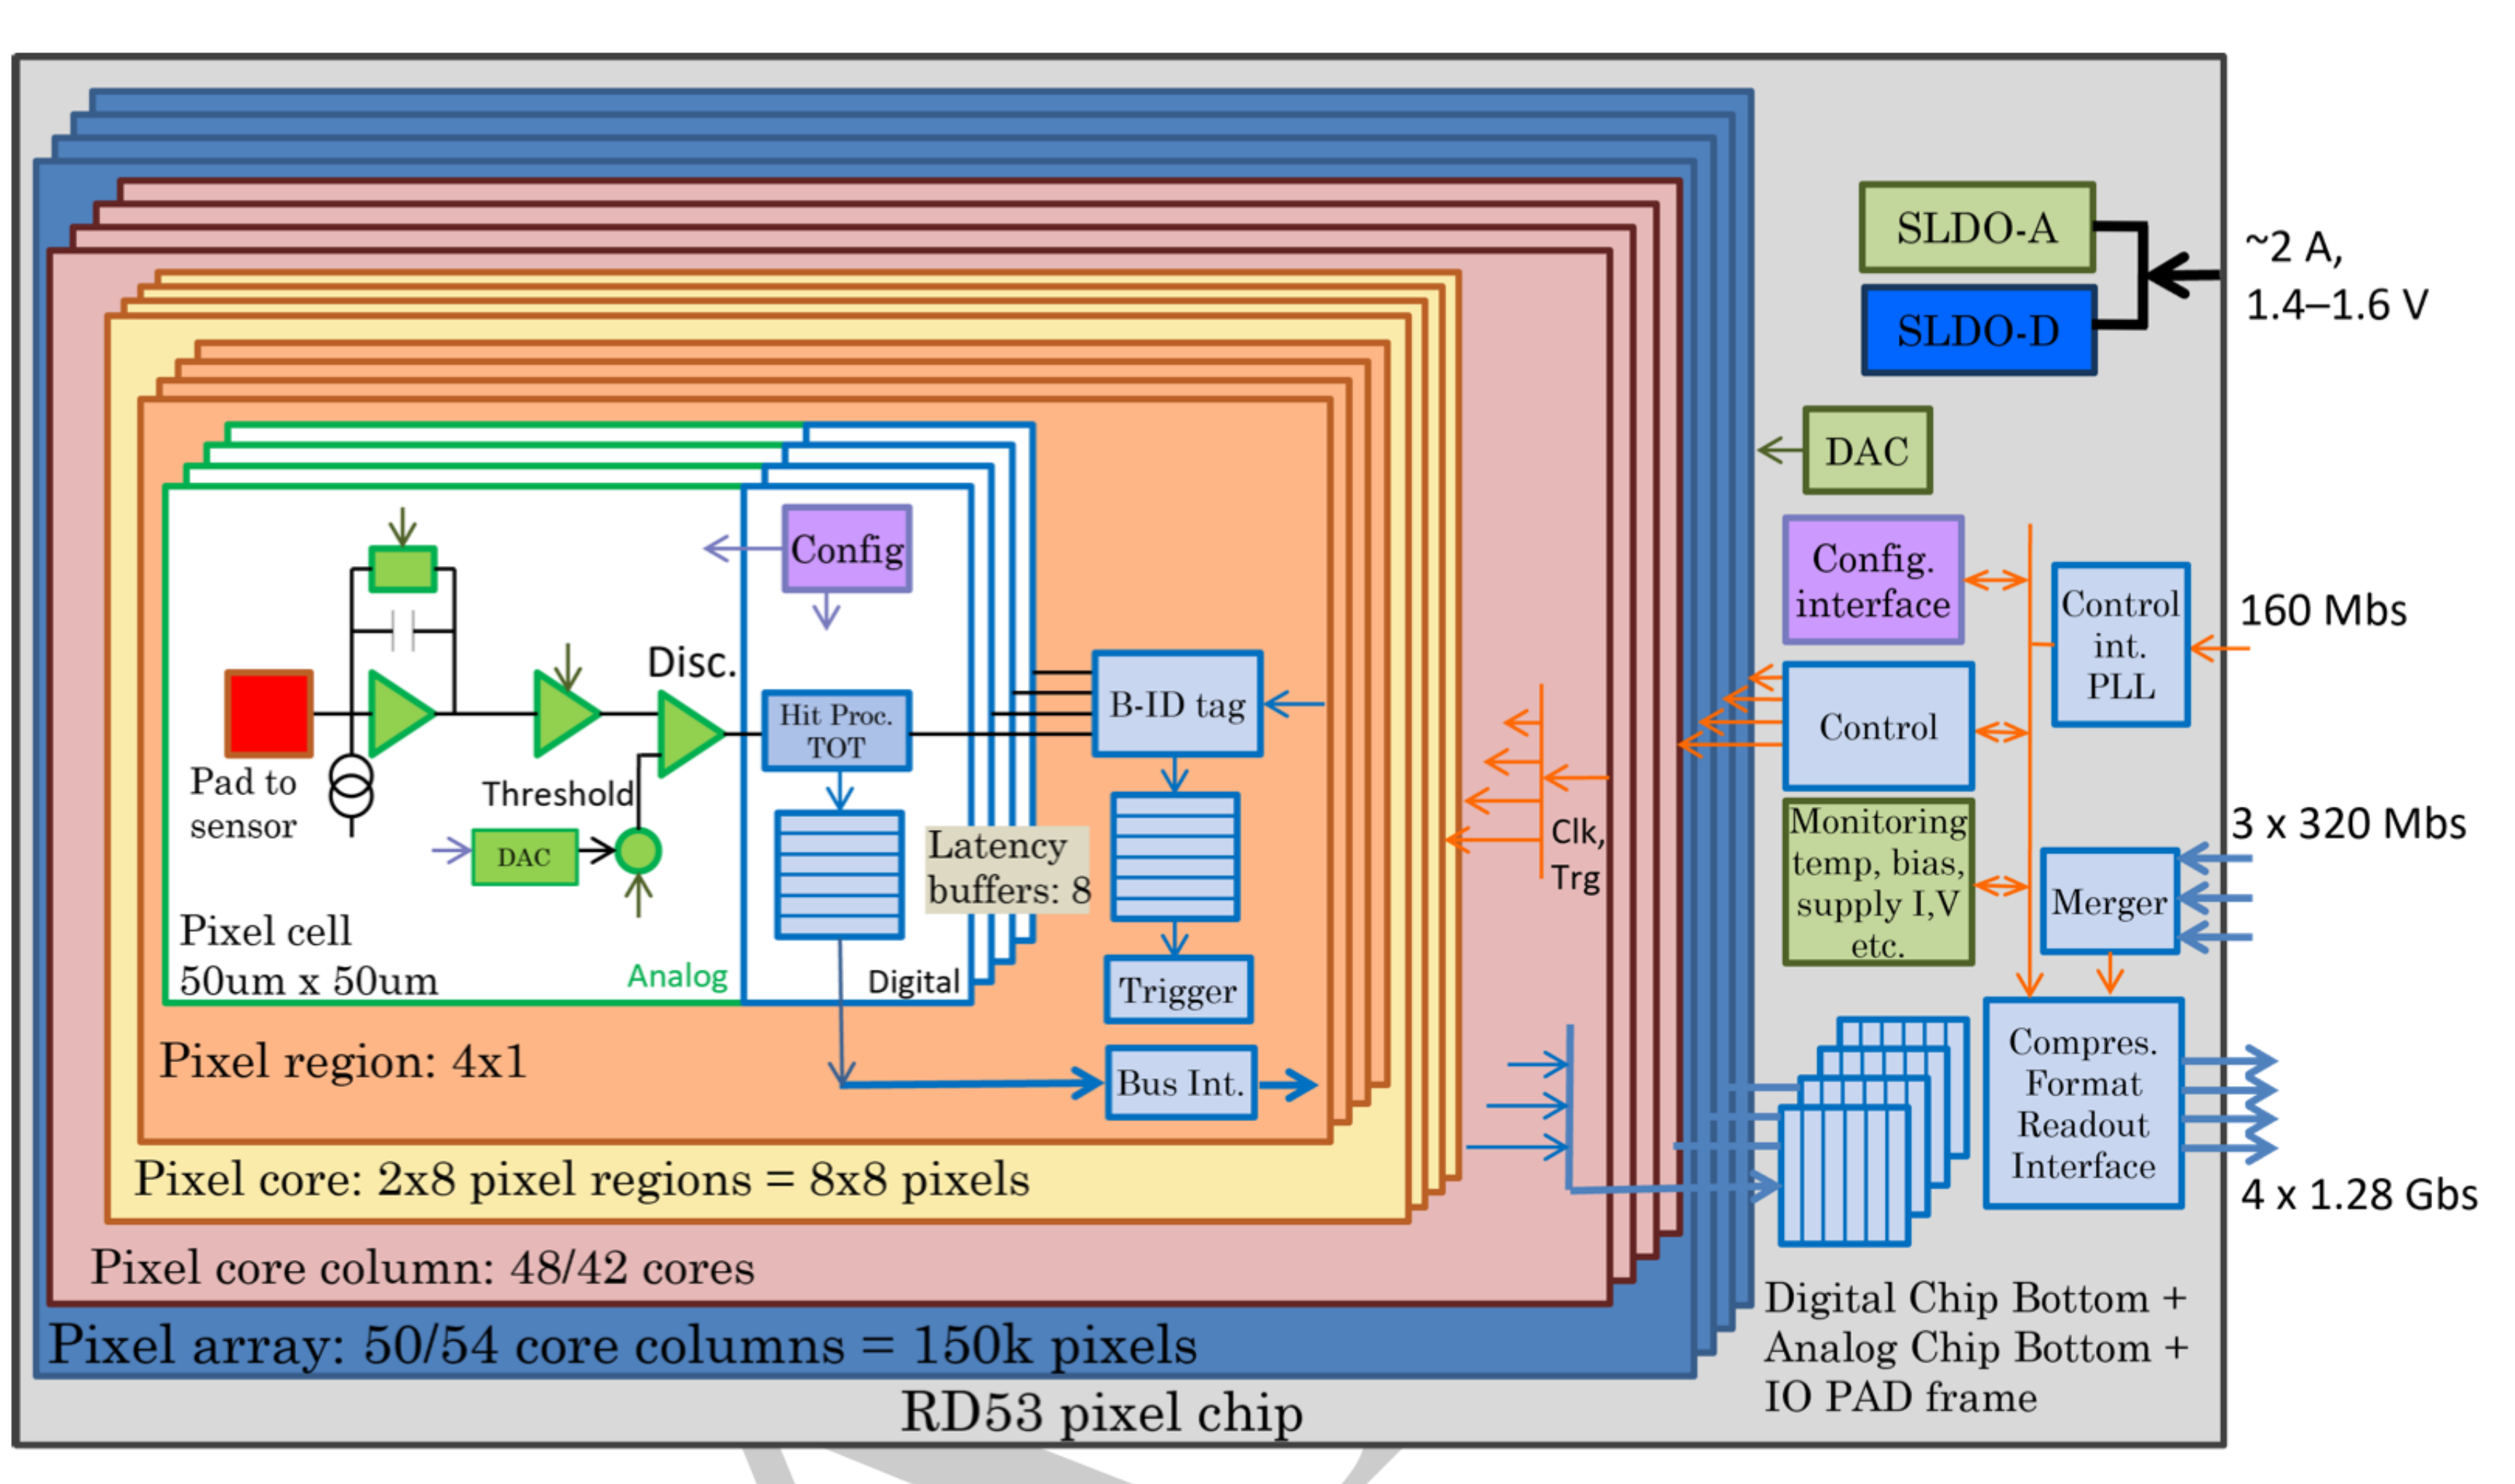 SLDO-A
SLDO-D
~2 A,
1.4–1.6 V
DAC
Config.
interface
Control
int.
PLL
160 Mbs
Control
Monitoring
temp, bias,
supply I,V
etc.
3 x 320 Mbs
Merger
Compres.
Format
Readout
Interface
4 x 1.28 Gbs
Digital Chip Bottom +
Analog Chip Bottom +
IO PAD frame
Config
Disc.
Hit Proc.
TOT
B-ID tag
Pad to
sensor
Threshold
DAC
Latency
buffers: 8
Clk,
Trg
Pixel cell
50um x 50um
Analog
Digital
Trigger
Pixel region: 4x1
Bus Int.
Pixel core: 2x8 pixel regions = 8x8 pixels
Pixel core column: 48/42 cores
Pixel array: 50/54 core columns = 150k pixels
RD53 pixel chip